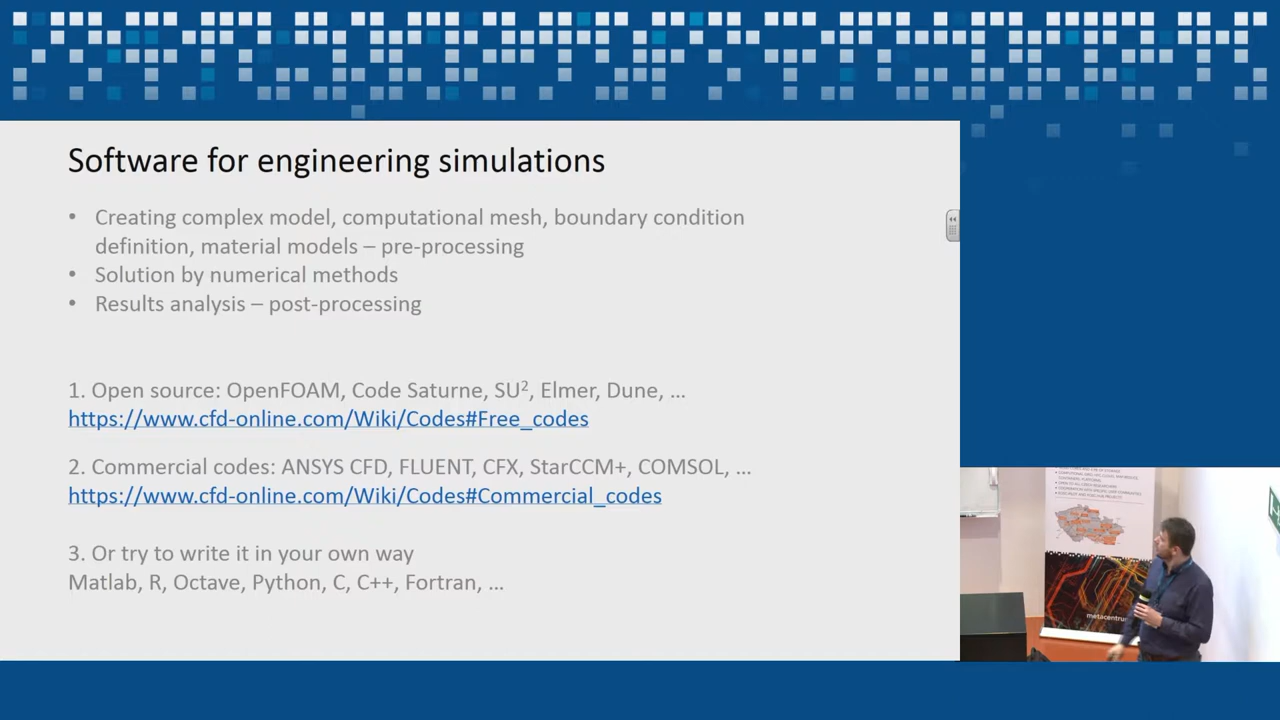 Software for engineering simulations
• Creating complex model, computational mesh, boundary condition
definition, material models – pre-processing
• Solution by numerical methods
• Results analysis – post-processing
1. Open source: OpenFOAM, Code Saturne, SU², Elmer, Dune, ...
https://www.cfd-online.com/Wiki/Codes#Free_codes
2. Commercial codes: ANSYS CFD, FLUENT, CFX, StarCCM+, COMSOL, ...
https://www.cfd-online.com/Wiki/Codes#Commercial_codes
3. Or try to write it in your own way
Matlab, R, Octave, Python, C, C++, Fortran, ...
metacentrum